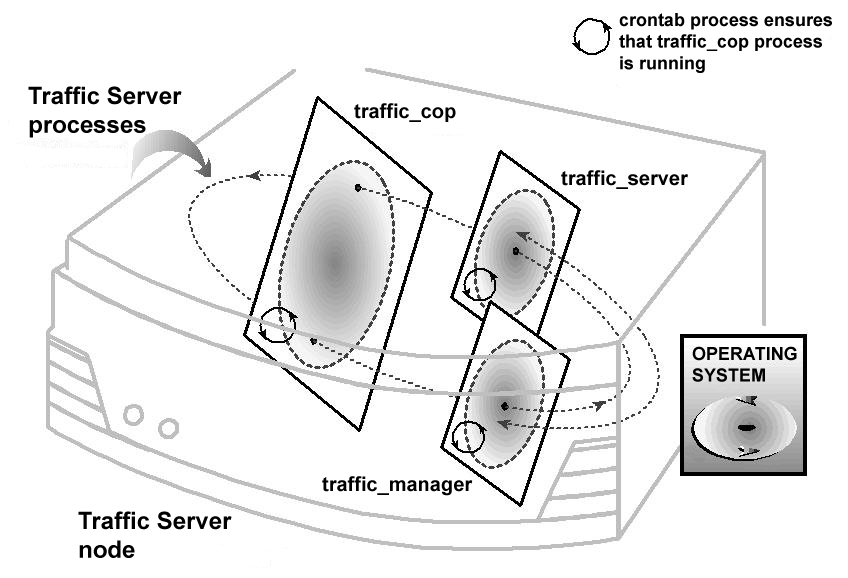 crontab process ensures
that traffic_cop process
is running
Traffic Server
processes
traffic_cop
traffic_server
OPERATING
SYSTEM
traffic_manager
Traffic Server
node